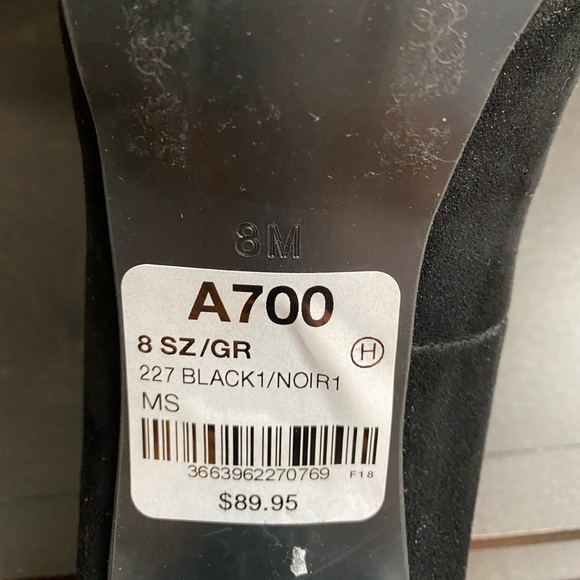 8M
A700
8 SZ/GR
H
227 BLACK1/NOIR1
MS
3663962270769
F18
$89.95